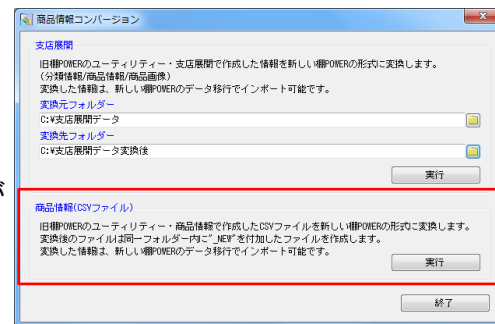 商品情報コンバージョン
支店展開
旧棚POWERのユーティリティー・支店展開で作成した情報を新しい棚POWERの形式に変換します。
(分類情報/商品情報/商品画像)
変換した情報は、新しい棚POWERのデータ移行でインポート可能です。
変換元フォルダー
C:¥支店展開データ
変換先フォルダー
C:¥支店展開データ変換後
実行
が
商品情報(CSVファイル)
旧棚POWERのユーティリティー・商品情報で作成したCSVファイルを新しい棚POWERの形式に変換します。
変換後のファイルは同一フォルダー内に"_NEW"を付加したファイルを作成します。
変換した情報は、新しい棚POWERのデータ移行でインポート可能です。
実行
終了